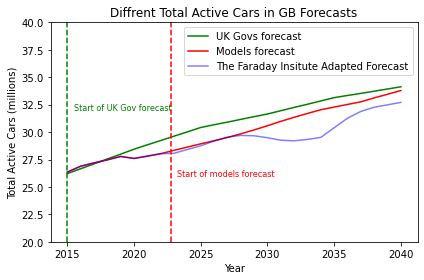 Diffrent Total Active Cars in GB Forecasts
40.0
37.5
35.0
32.5
30.0
27.5
25.0
22.5
20.0
Total Active Cars (millions)
UK Govs forecast
Models forecast
The Faraday Insitute Adapted Forecast
Start of UK Gov forecast
Start of models forecast
2015
2020
2025
2030
2035
2040
Year